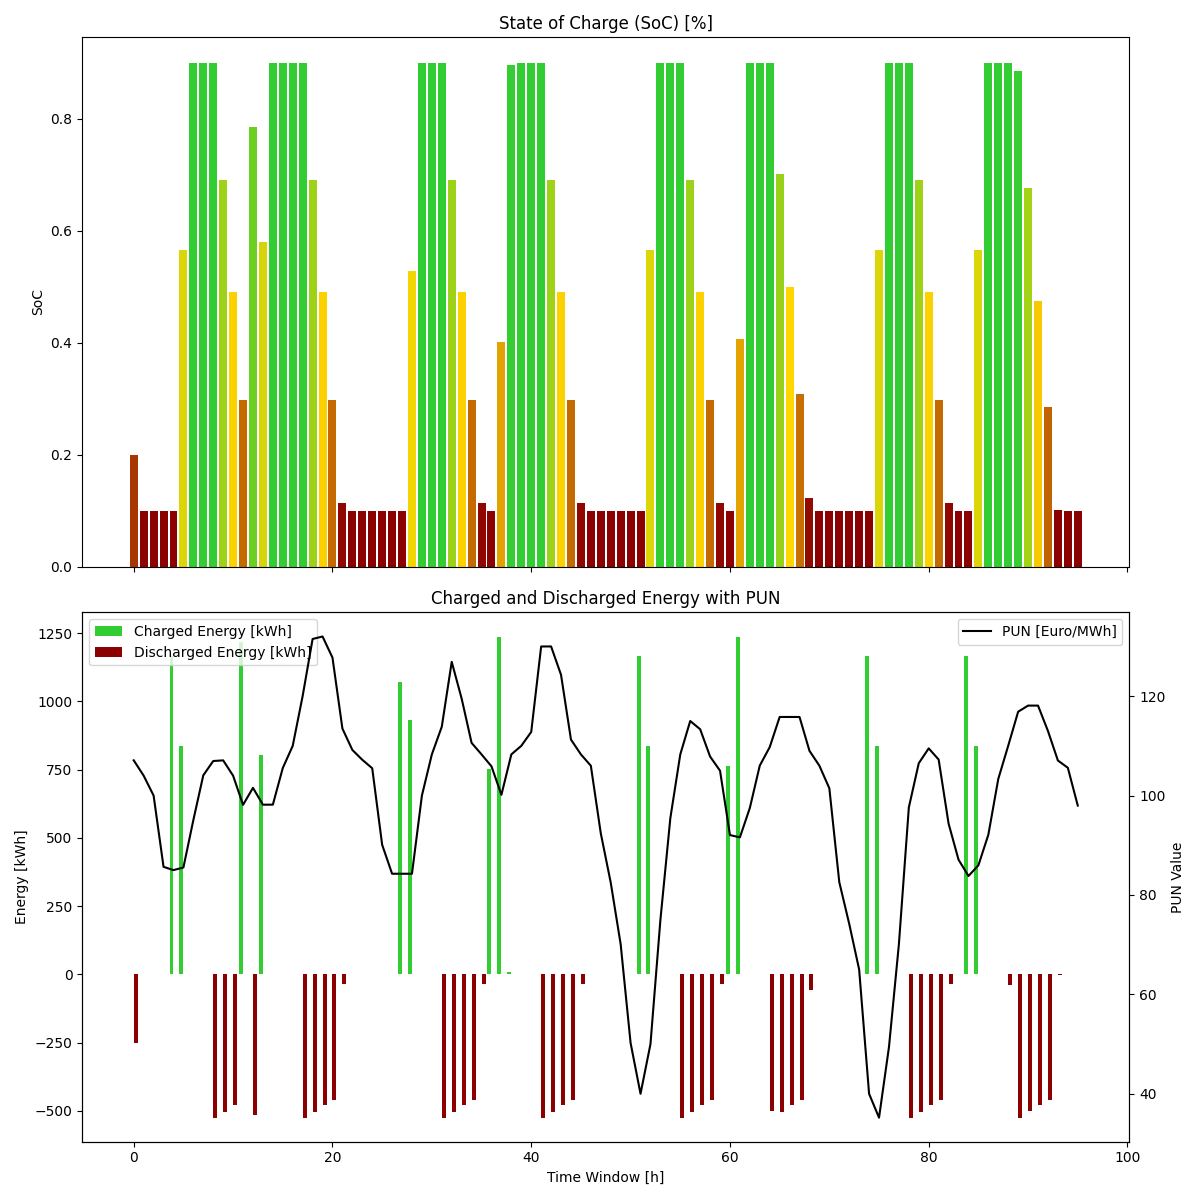 State of Charge (SoC) [%]
0.8
0.6
0.4
0.2
0.0
SoC
Charged and Discharged Energy with PUN
Charged Energy [kWh]
Discharged Energy [kWh]
PUN [Euro/MWh]
1250
1000
750
500
250
0
−250
−500
Energy [kWh]
120
100
80
60
40
PUN Value
0 20 40 60 80 100
Time Window [h]